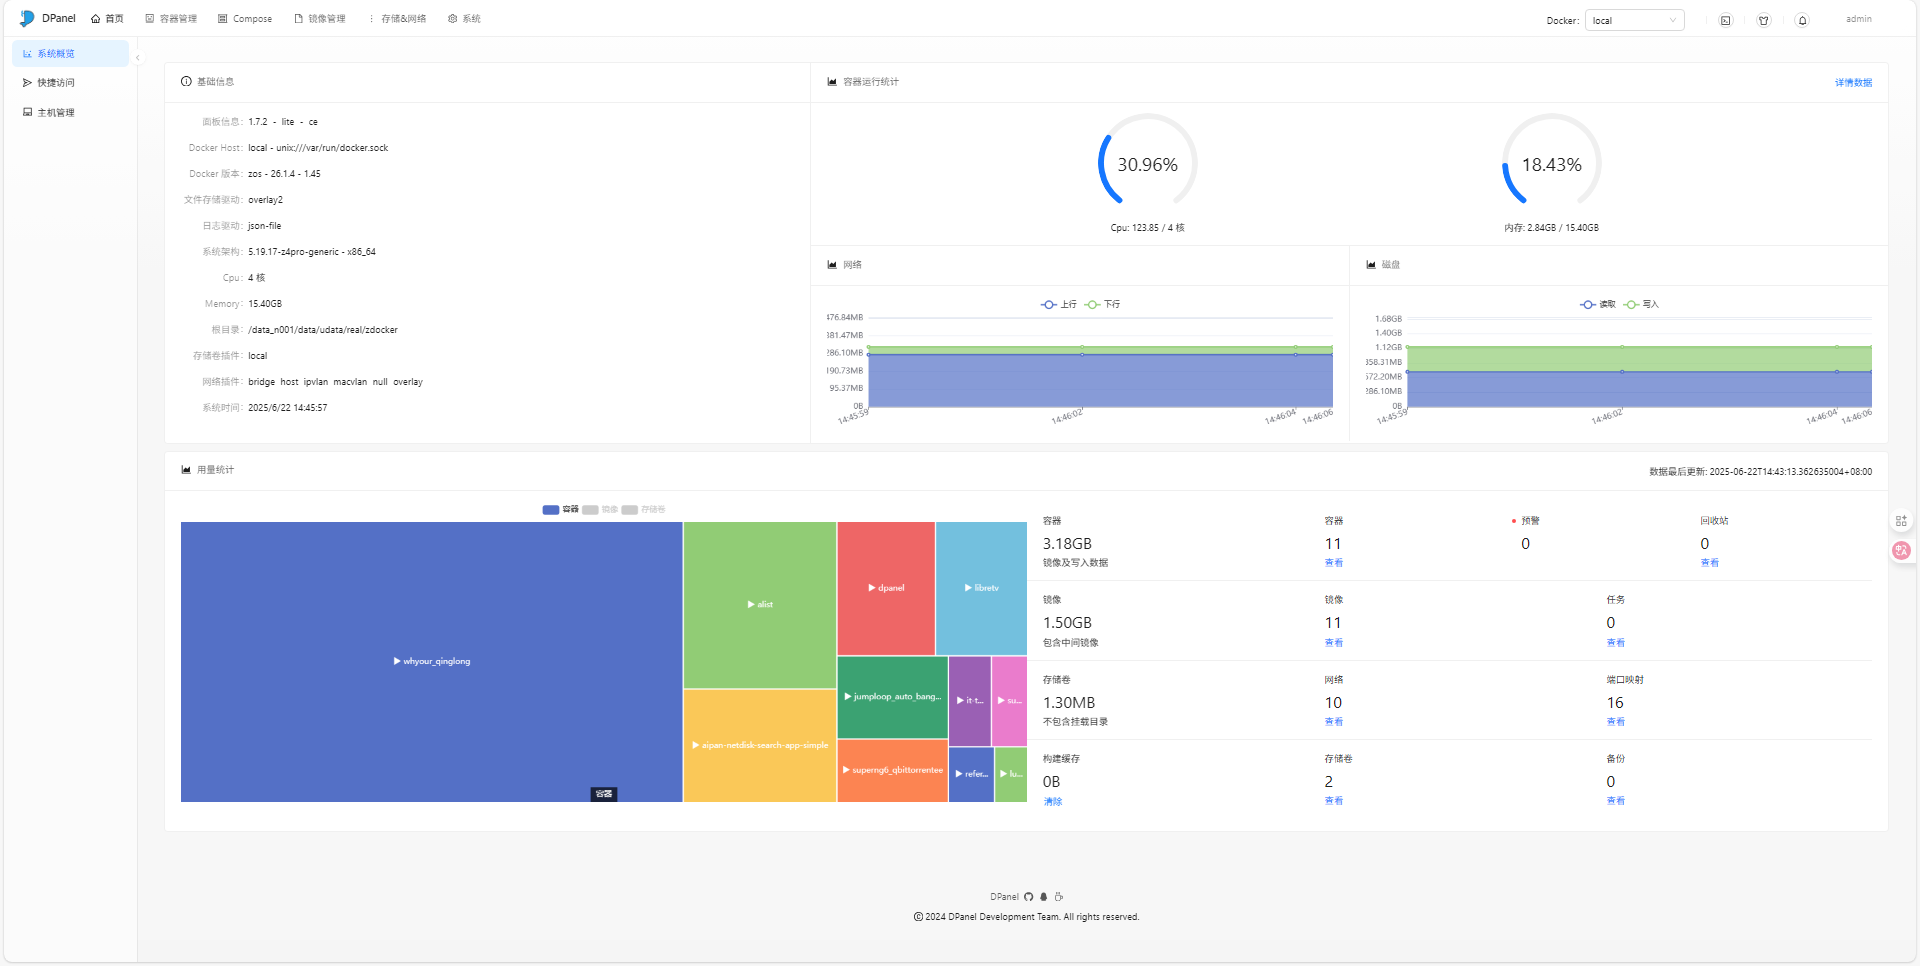 DPanel 首页 容器管理 Compose 镜像管理 存储&网络 系统 Docker: local admin
系统概览
快捷访问
主机管理
基础信息
面板信息: 1.7.2 - lite - ce
Docker Host: local - unix:///var/run/docker.sock
Docker 版本: zos - 26.1.4 - 1.45
文件存储驱动: overlay2
日志驱动: json-file
系统架构: 5.19.17-z4pro-generic - x86_64
Cpu: 4 核
Memory: 15.40GB
根目录: /data_n001/data/udata/real/zdocker
存储卷插件: local
网络插件: bridge host ipvlan macvlan null overlay
系统时间: 2025/6/22 14:45:57
容器运行统计 详情数据
30.96% 18.43%
Cpu: 123.85 / 4 核 内存: 2.84GB / 15.40GB
网络
上行 下行
476.84MB
381.47MB
286.10MB
190.73MB
95.37MB
0B
14:45:59 14:46:02 14:46:04 14:46:06
磁盘
读取 写入
1.68GB
1.40GB
1.12GB
858.31MB
572.20MB
286.10MB
0B
14:45:59 14:46:02 14:46:04 14:46:06
用量统计 数据最后更新: 2025-06-22T14:43:13.362635004+08:00
容器 镜像 存储卷
whyour_qinglong
alist
aipan-netdisk-search-app-simple
dpanel
libretv
jumploop_auto_bang...
superng6_qbittorrentee
it-t...
su...
refer...
lu...
容器
容器 容器 预警 回收站
3.18GB 11 0 0
镜像及写入数据 查看 查看
镜像 镜像 任务
1.50GB 11 0
包含中间镜像 查看 查看
存储卷 网络 端口映射
1.30MB 10 16
不包含挂载目录 查看 查看
构建缓存 存储卷 备份
0B 2 0
清除 查看 查看
DPanel
© 2024 DPanel Development Team. All rights reserved.